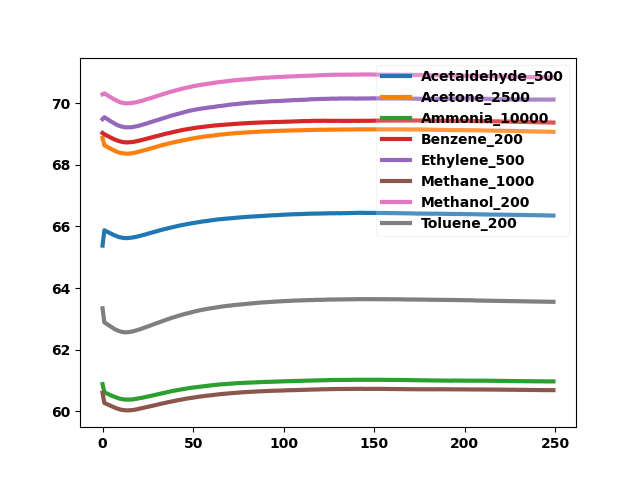 Acetaldehyde_500
Acetone_2500
Ammonia_10000
Benzene_200
Ethylene_500
Methane_1000
Methanol_200
Toluene_200
70
68
66
64
62
60
0 50 100 150 200 250